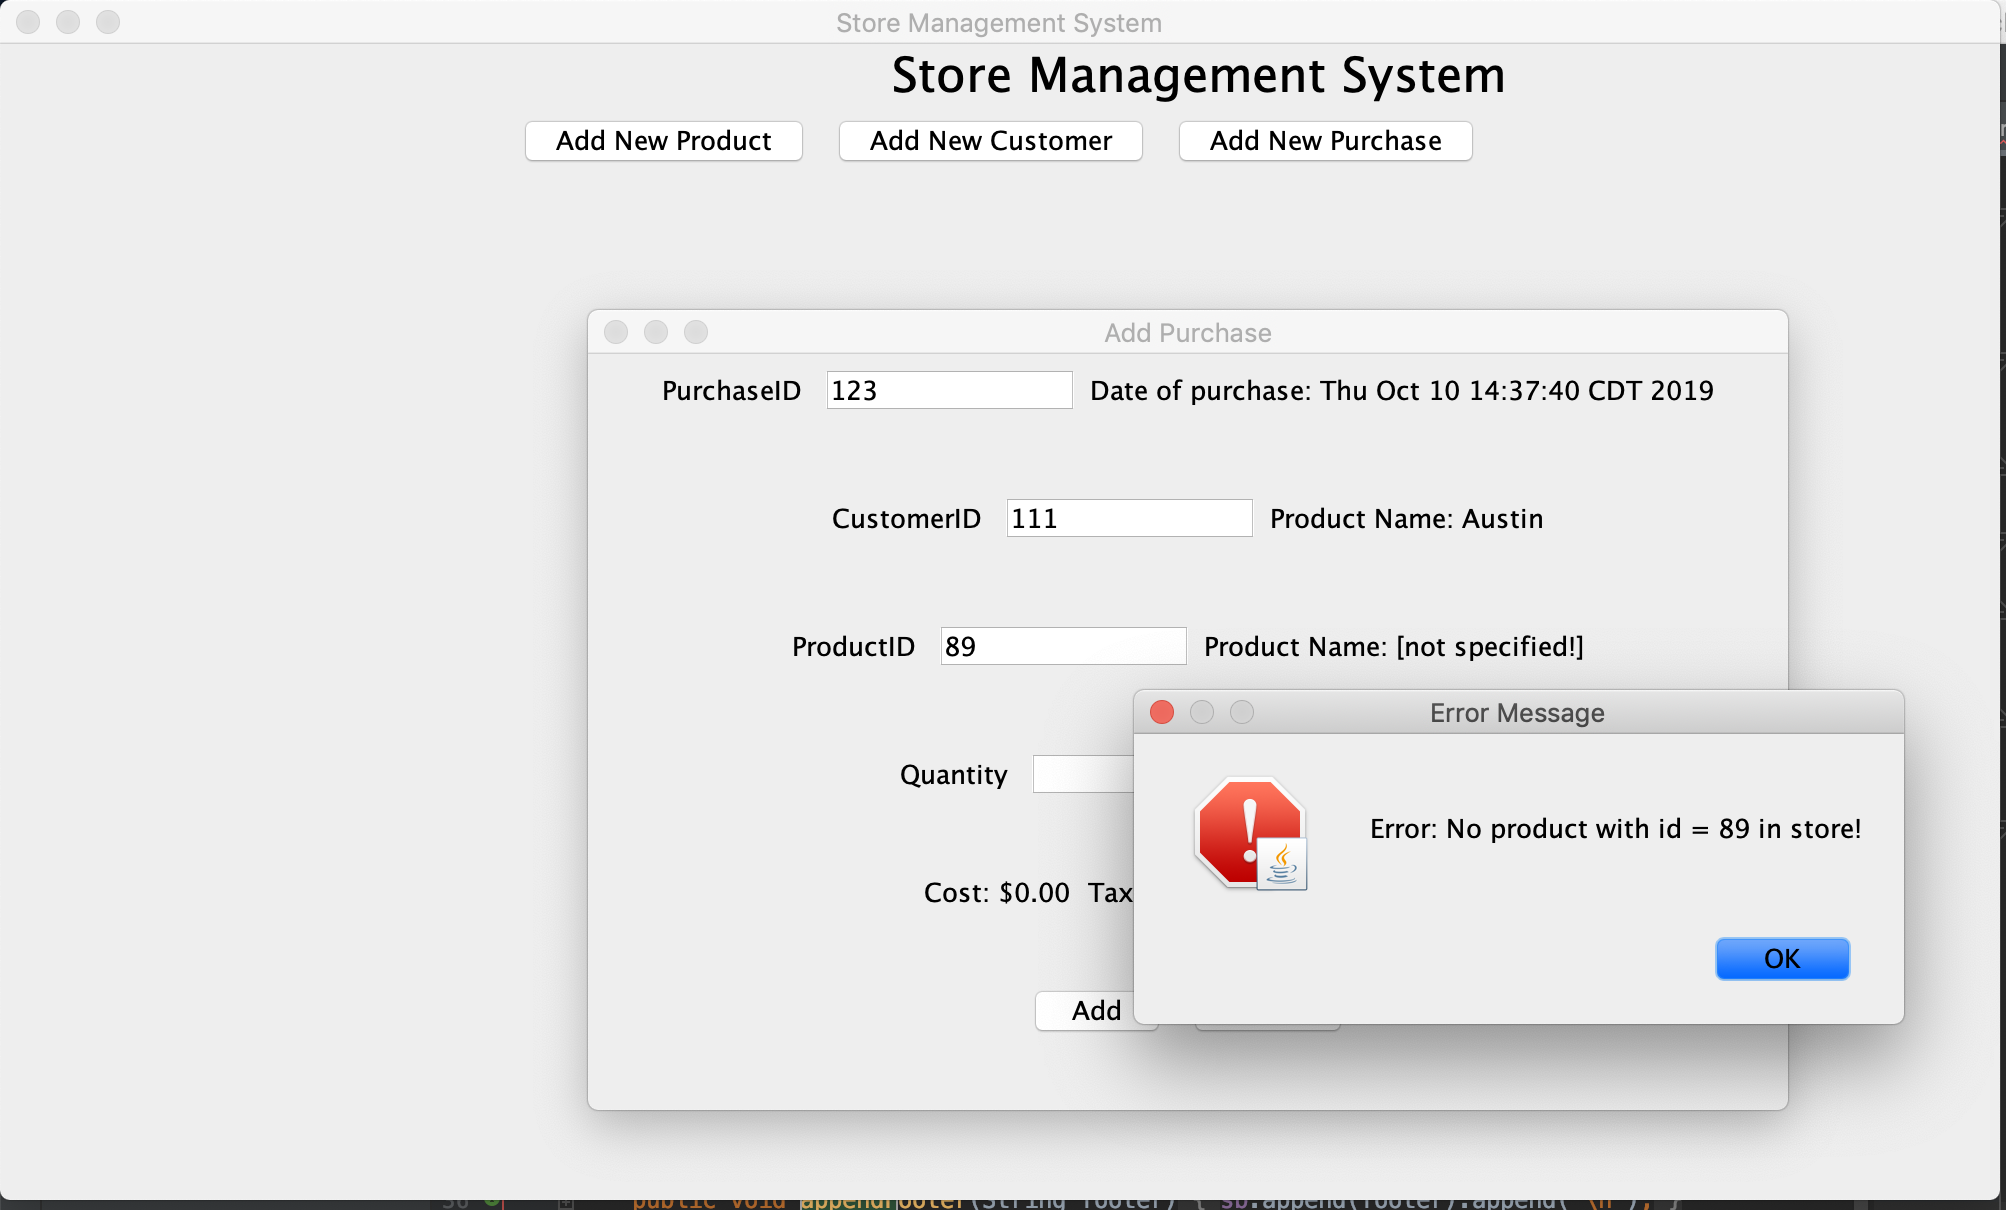 Store Management System
Store Management System
Add New Product Add New Customer Add New Purchase
Add Purchase
PurchaseID 123 Date of purchase: Thu Oct 10 14:37:40 CDT 2019
CustomerID 111 Product Name: Austin
ProductID 89 Product Name: [not specified!]
Error Message
Quantity
Error: No product with id = 89 in store!
Cost: $0.00 Tax
OK
Add
36 public void appendFooter(String footer) { sb.append(footer).append("\n"); }